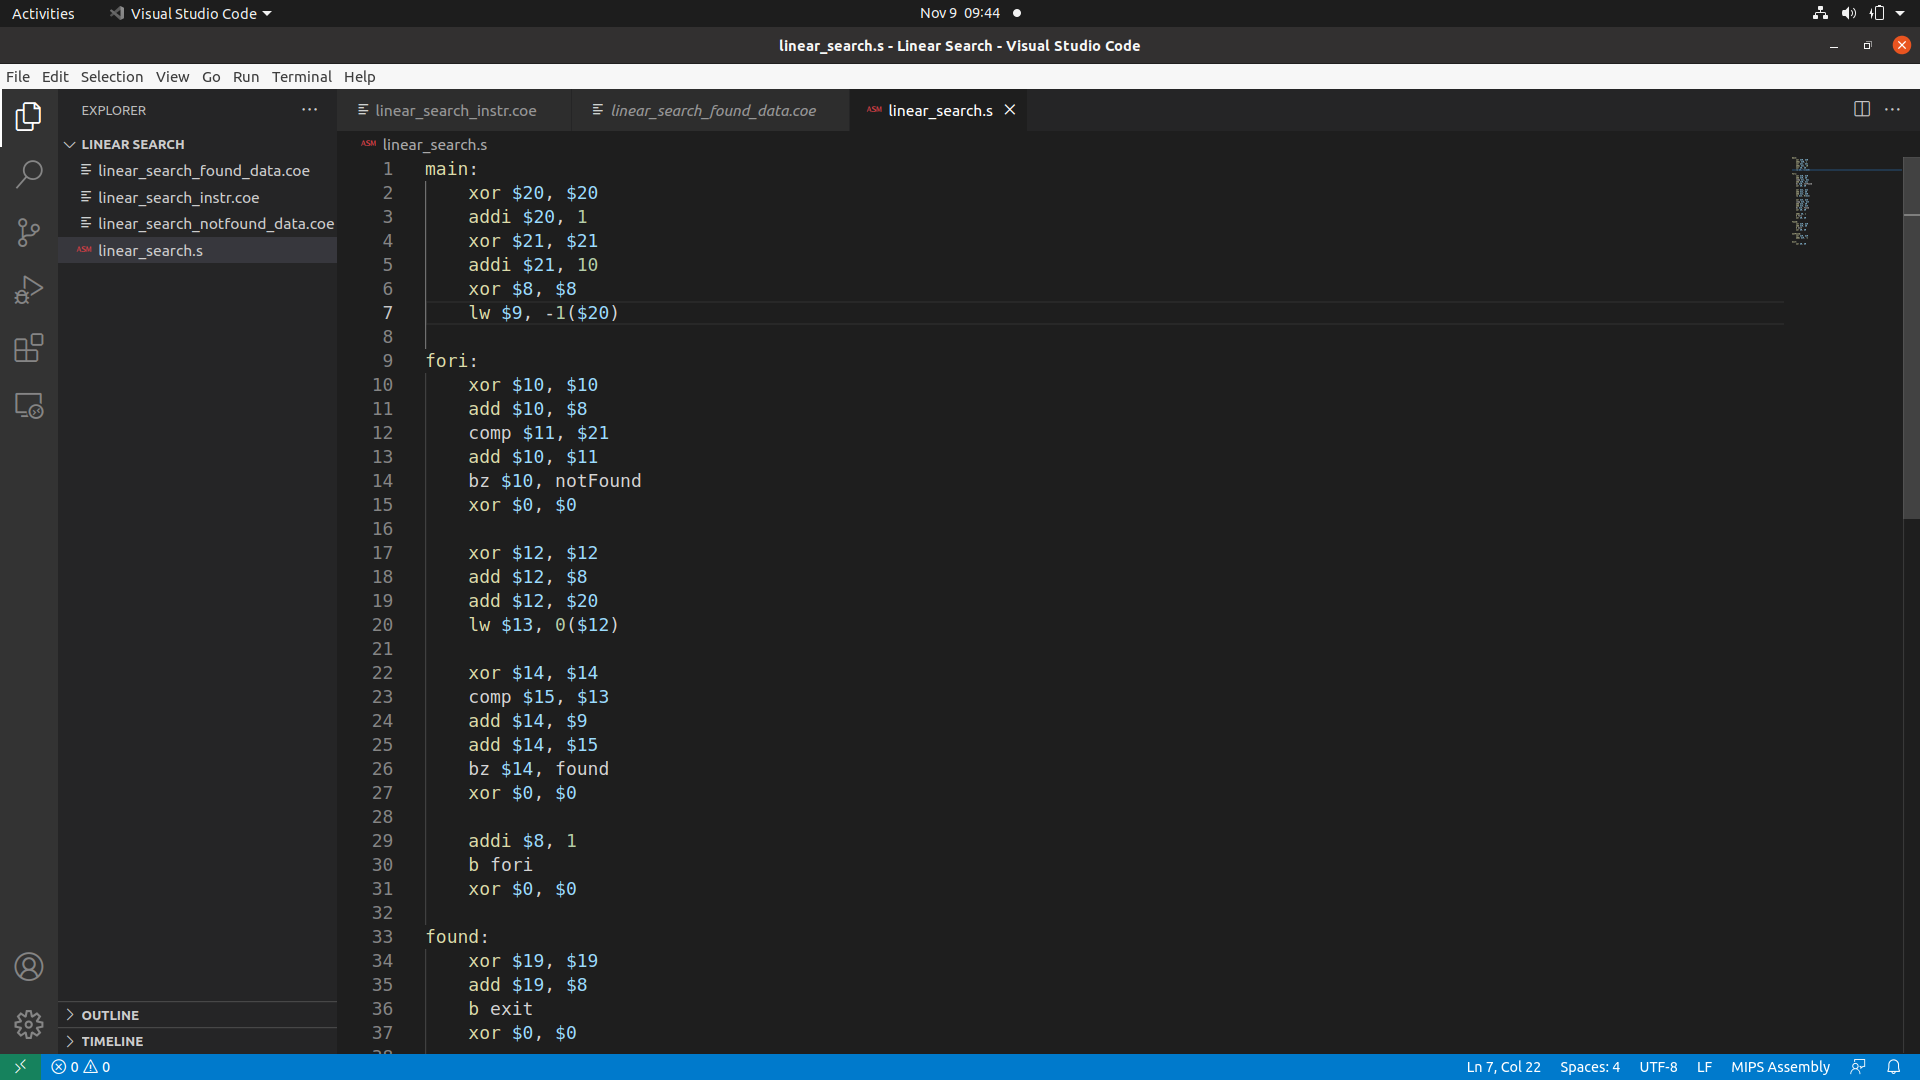 Activities Visual Studio Code Nov 9 09:44
linear_search.s - Linear Search - Visual Studio Code
File Edit Selection View Go Run Terminal Help
EXPLORER
LINEAR SEARCH
linear_search_found_data.coe
linear_search_instr.coe
linear_search_notfound_data.coe
ASM linear_search.s
OUTLINE
TIMELINE
linear_search_instr.coe linear_search_found_data.coe ASM linear_search.s
ASM linear_search.s
1 main:
2 xor $20, $20
3 addi $20, 1
4 xor $21, $21
5 addi $21, 10
6 xor $8, $8
7 lw $9, -1($20)
8
9 fori:
10 xor $10, $10
11 add $10, $8
12 comp $11, $21
13 add $10, $11
14 bz $10, notFound
15 xor $0, $0
16
17 xor $12, $12
18 add $12, $8
19 add $12, $20
20 lw $13, 0($12)
21
22 xor $14, $14
23 comp $15, $13
24 add $14, $9
25 add $14, $15
26 bz $14, found
27 xor $0, $0
28
29 addi $8, 1
30 b fori
31 xor $0, $0
32
33 found:
34 xor $19, $19
35 add $19, $8
36 b exit
37 xor $0, $0
0 0 Ln 7, Col 22 Spaces: 4 UTF-8 LF MIPS Assembly